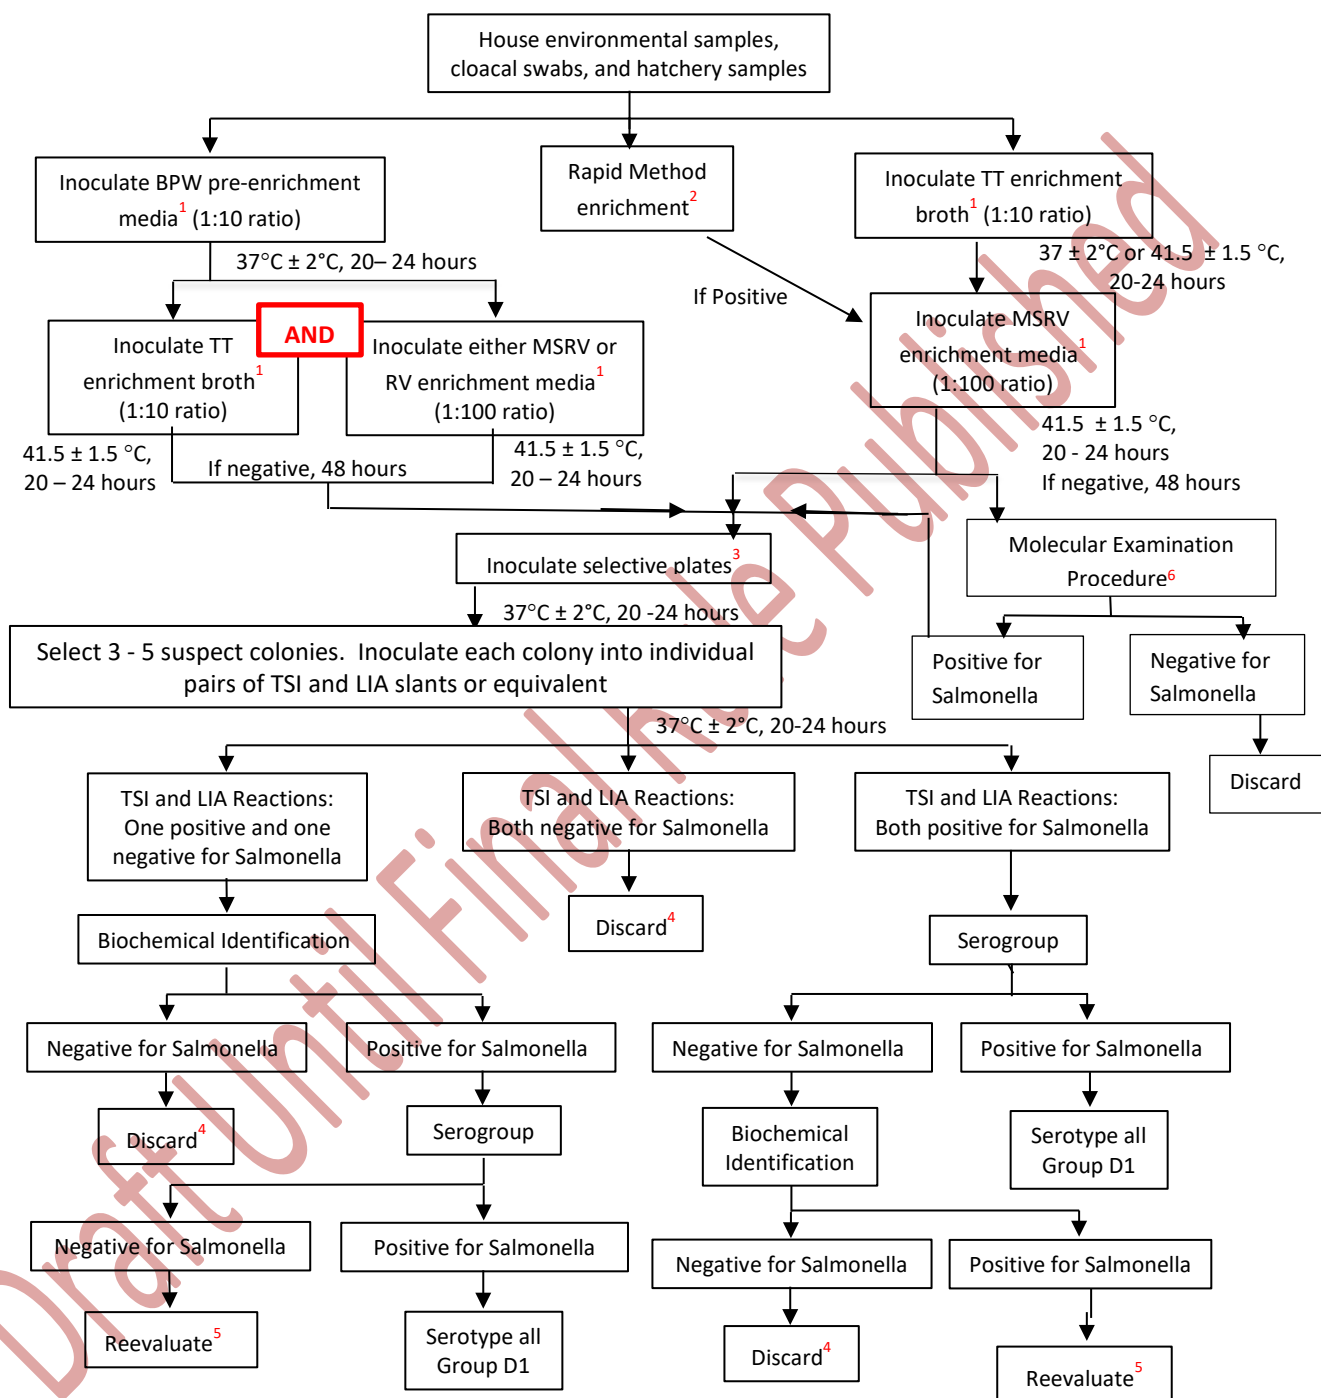 House environmental samples,
cloacal swabs, and hatchery samples
Inoculate BPW pre-enrichment
media1 (1:10 ratio)
Rapid Method
enrichment2
Inoculate TT enrichment
broth1 (1:10 ratio)
37°C ± 2°C, 20– 24 hours
37 ± 2°C or 41.5 ± 1.5 °C,
20-24 hours
If Positive
Inoculate TT
enrichment broth1
(1:10 ratio)
AND
Inoculate either MSRV or
RV enrichment media1
(1:100 ratio)
Inoculate MSRV
enrichment media1
(1:100 ratio)
41.5 ± 1.5 °C,
20 – 24 hours
If negative, 48 hours
41.5 ± 1.5 °C,
20 – 24 hours
41.5 ± 1.5 °C,
20 - 24 hours
If negative, 48 hours
Inoculate selective plates3
Molecular Examination
Procedure6
37°C ± 2°C, 20 -24 hours
Select 3 - 5 suspect colonies. Inoculate each colony into individual
pairs of TSI and LIA slants or equivalent
Positive for
Salmonella
Negative for
Salmonella
37°C ± 2°C, 20-24 hours
Discard
TSI and LIA Reactions:
One positive and one
negative for Salmonella
TSI and LIA Reactions:
Both negative for Salmonella
TSI and LIA Reactions:
Both positive for Salmonella
Biochemical Identification
Discard4
Serogroup
Negative for Salmonella
Positive for Salmonella
Negative for Salmonella
Positive for Salmonella
Discard4
Serogroup
Biochemical
Identification
Serotype all
Group D1
Negative for Salmonella
Positive for Salmonella
Negative for Salmonella
Positive for Salmonella
Reevaluate5
Serotype all
Group D1
Discard4
Reevaluate5
Draft Until Final Rule Published